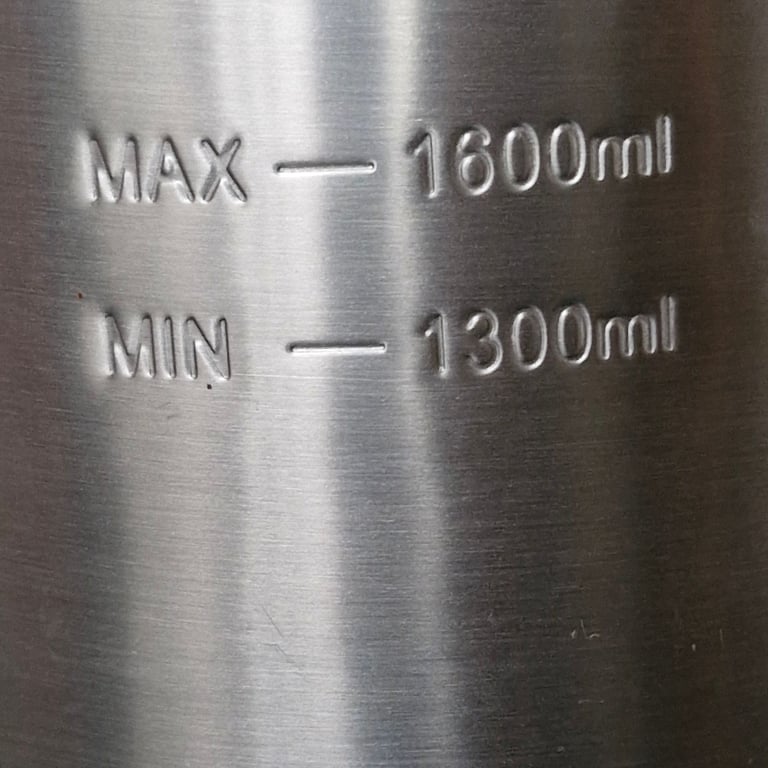 MAX — 1600ml
MIN — 1300ml